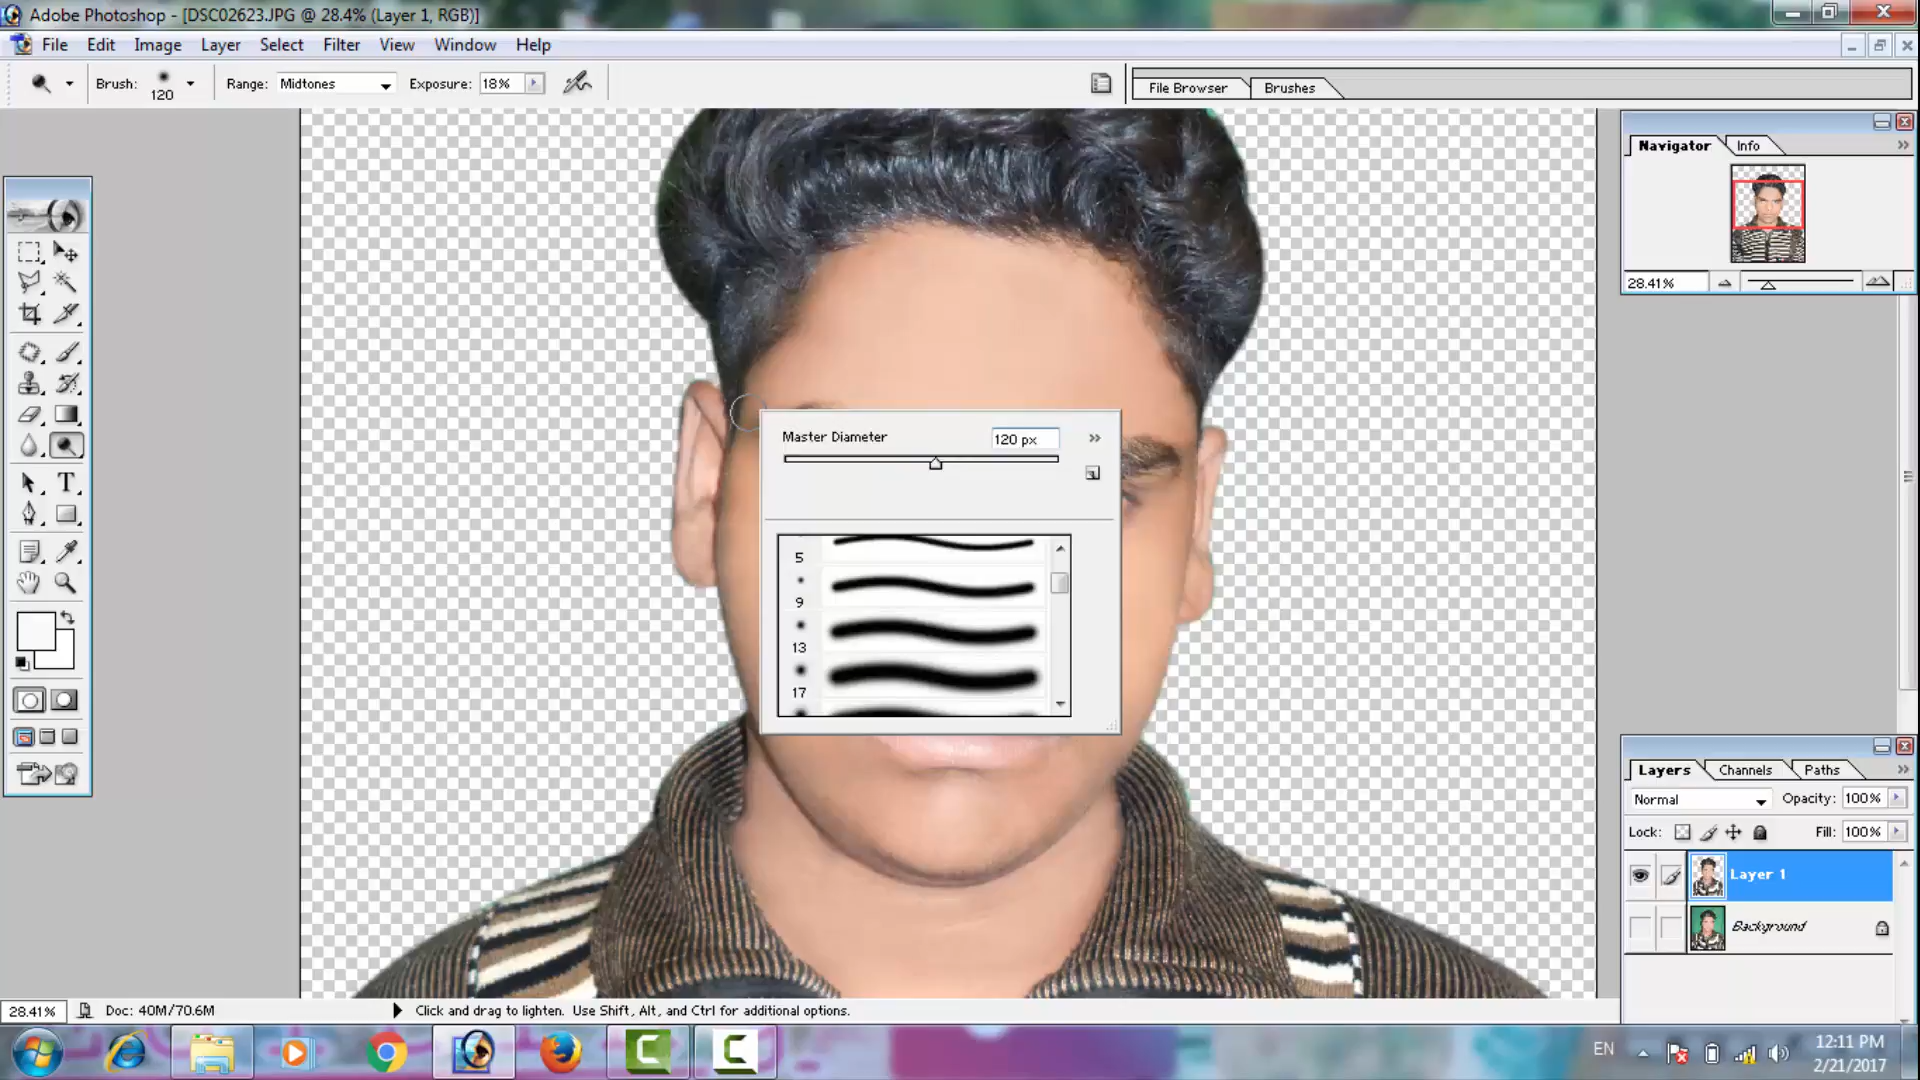 Adobe Photoshop - [DSC02623.JPG @ 28.4% (Layer 1, RGB)]
File Edit Image Layer Select Filter View Window Help
Brush: 120 Range: Midtones Exposure: 18% File Browser Brushes
Navigator Info
28.41%
Master Diameter 120 px
5
9
13
17
T
Layers Channels Paths
Normal Opacity: 100%
Lock: Fill: 100%
Layer 1
Background
28.41% Doc: 40M/70.6M Click and drag to lighten. Use Shift, Alt, and Ctrl for additional options.
EN 12:11 PM
2/21/2017